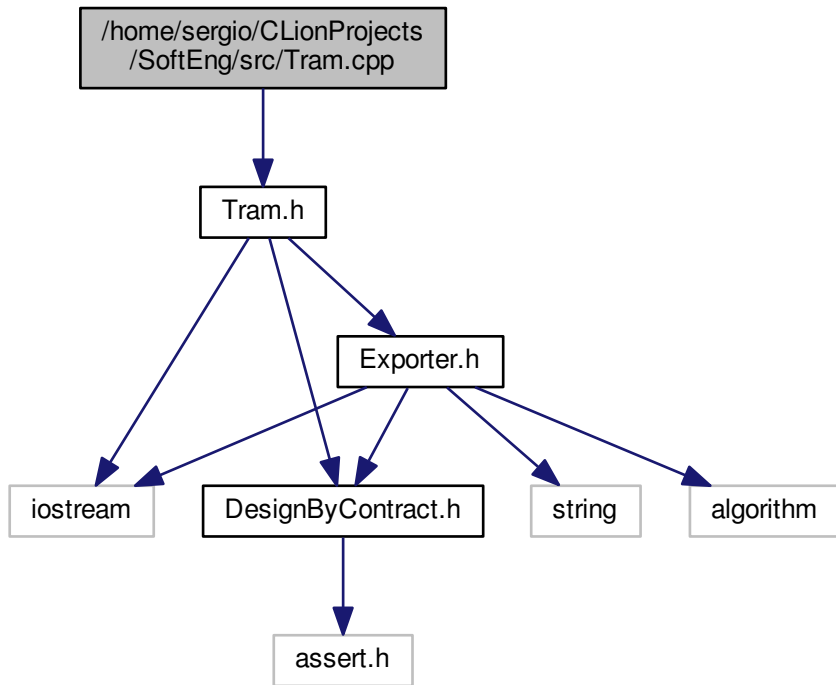 /home/sergio/CLionProjects
/SoftEng/src/Tram.cpp
Tram.h
Exporter.h
iostream
DesignByContract.h
string
algorithm
assert.h